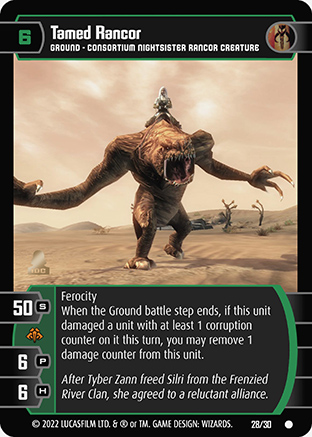 6
Tamed Rancor
GROUND - CONSORTIUM NIGHTSISTER RANCOR CREATURE
50 S
6 P
6 H
Ferocity
When the Ground battle step ends, if this unit
damaged a unit with at least 1 corruption
counter on it this turn, you may remove 1
damage counter from this unit.
After Tyber Zann freed Silri from the Frenzied
River Clan, she agreed to a reluctant alliance.
© 2022 LUCASFILM LTD. & ® or TM. GAME DESIGN: WIZARDS.
28/30